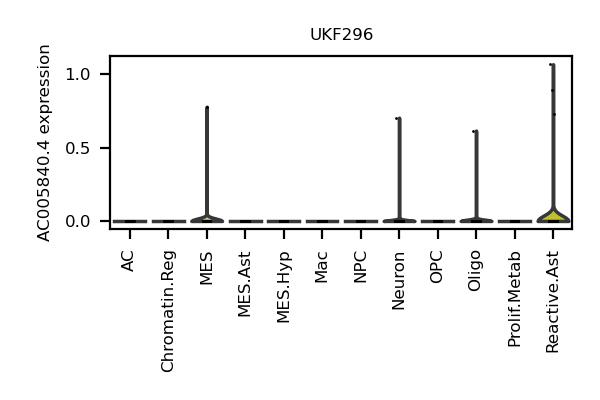 UKF296
AC005840.4 expression
1.0
0.5
0.0
AC
Chromatin.Reg
MES
MES.Ast
MES.Hyp
Mac
NPC
Neuron
OPC
Oligo
Prolif.Metab
Reactive.Ast